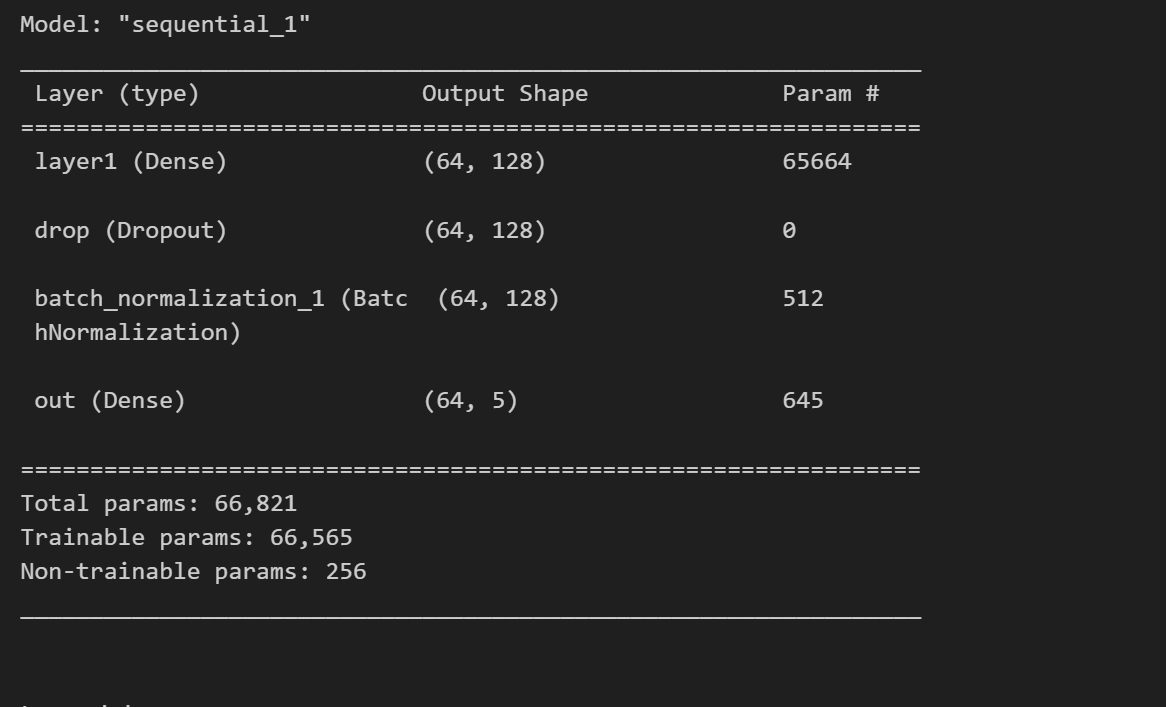 Model: "sequential_1"
_________________________________________________________________
Layer (type) Output Shape Param #
=================================================================
layer1 (Dense) (64, 128) 65664
drop (Dropout) (64, 128) 0
batch_normalization_1 (Batc (64, 128) 512
hNormalization)
out (Dense) (64, 5) 645
=================================================================
Total params: 66,821
Trainable params: 66,565
Non-trainable params: 256
_________________________________________________________________